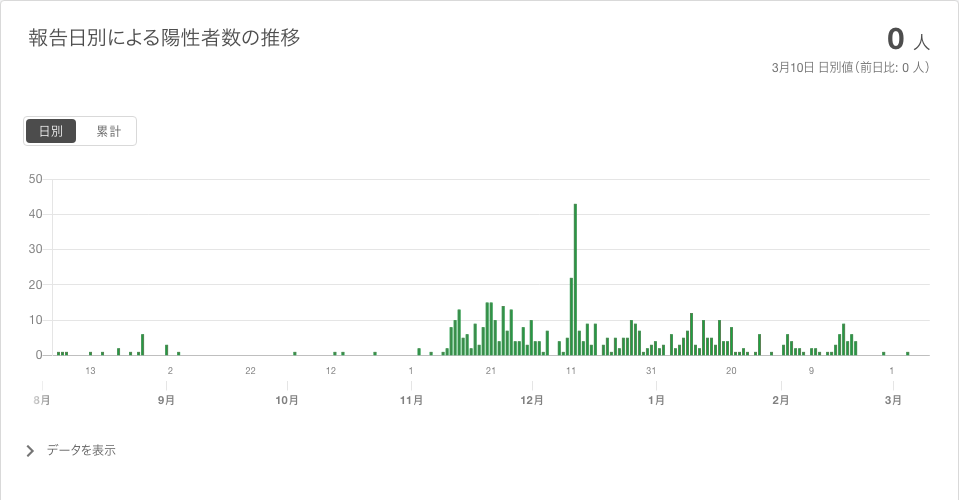 報告日別による陽性者数の推移
0 人
3月10日 日別値（前日比: 0 人）
日別 累計
50
40
30
20
10
0
13 2 22 12 1 21 11 31 20 9 1
8月 9月 10月 11月 12月 1月 2月 3月
データを表示